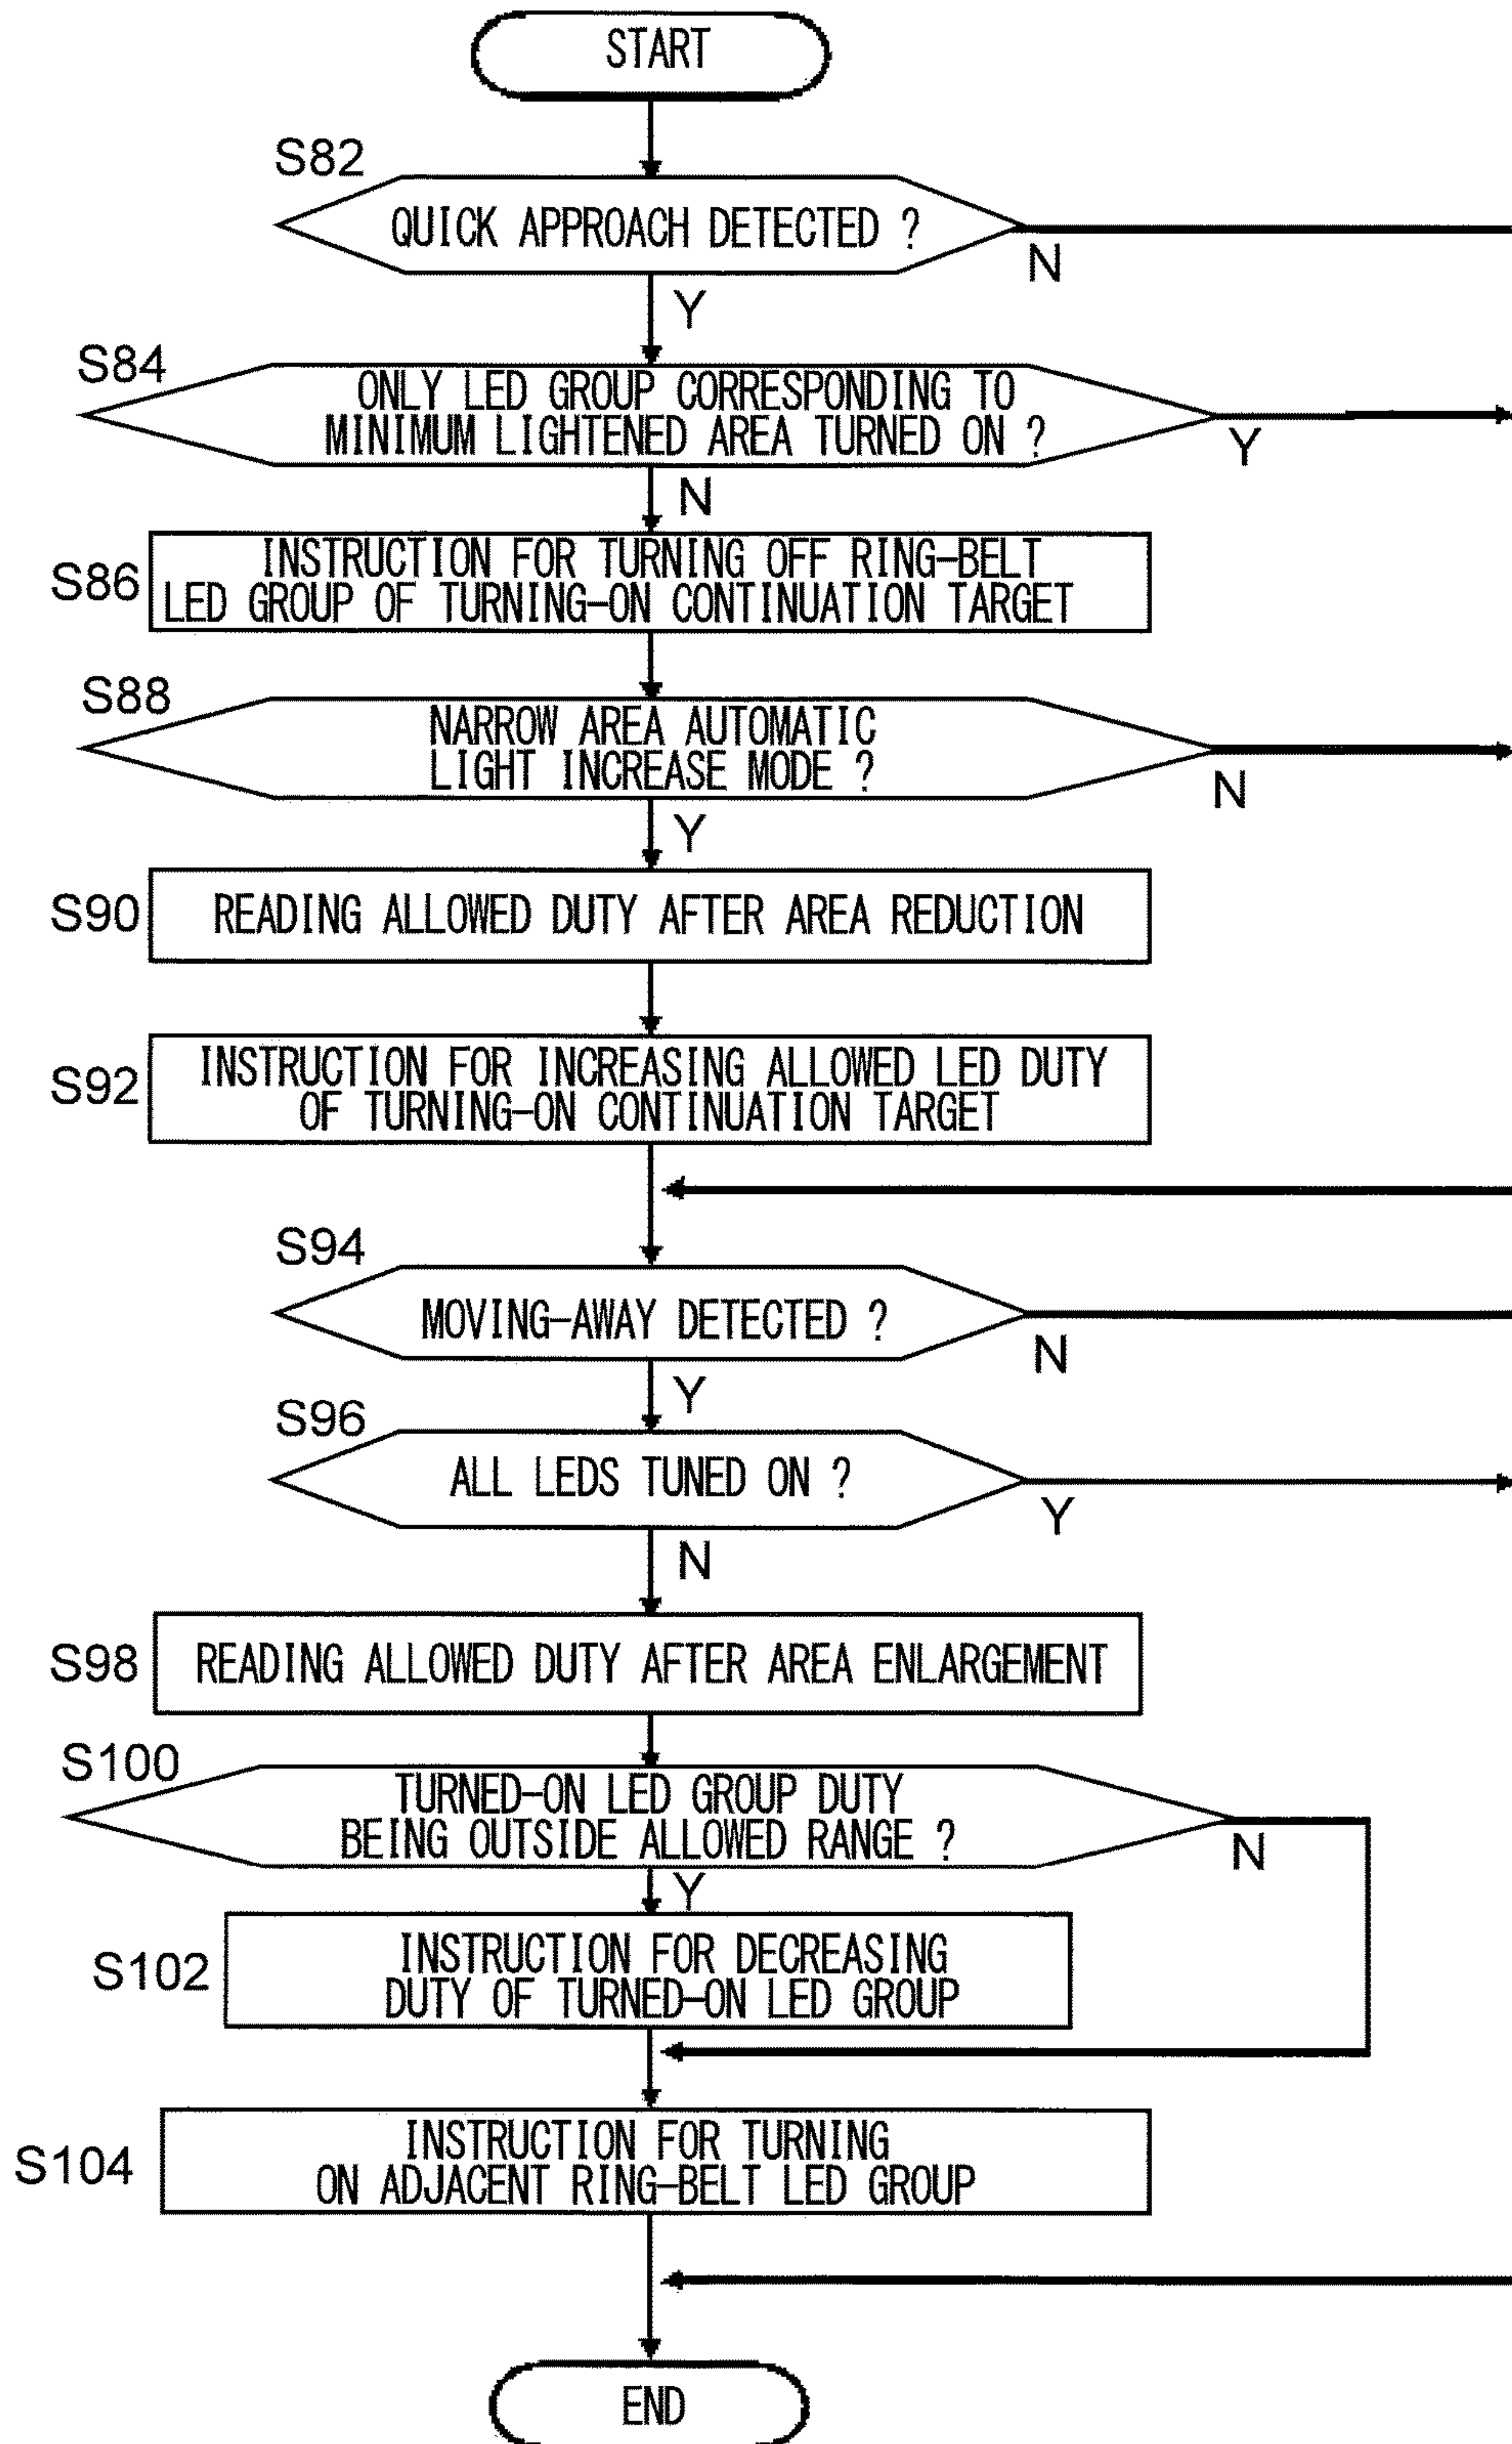 START
S82
QUICK APPROACH DETECTED ?
N
Y
S84
ONLY LED GROUP CORRESPONDING TO
MINIMUM LIGHTENED AREA TURNED ON ?
Y
N
S86
INSTRUCTION FOR TURNING OFF RING-BELT
LED GROUP OF TURNING-ON CONTINUATION TARGET
S88
NARROW AREA AUTOMATIC
LIGHT INCREASE MODE ?
N
Y
S90
READING ALLOWED DUTY AFTER AREA REDUCTION
S92
INSTRUCTION FOR INCREASING ALLOWED LED DUTY
OF TURNING-ON CONTINUATION TARGET
S94
MOVING-AWAY DETECTED ?
N
Y
S96
ALL LEDS TUNED ON ?
Y
N
S98
READING ALLOWED DUTY AFTER AREA ENLARGEMENT
S100
TURNED-ON LED GROUP DUTY
BEING OUTSIDE ALLOWED RANGE ?
N
Y
S102
INSTRUCTION FOR DECREASING
DUTY OF TURNED-ON LED GROUP
S104
INSTRUCTION FOR TURNING
ON ADJACENT RING-BELT LED GROUP
END